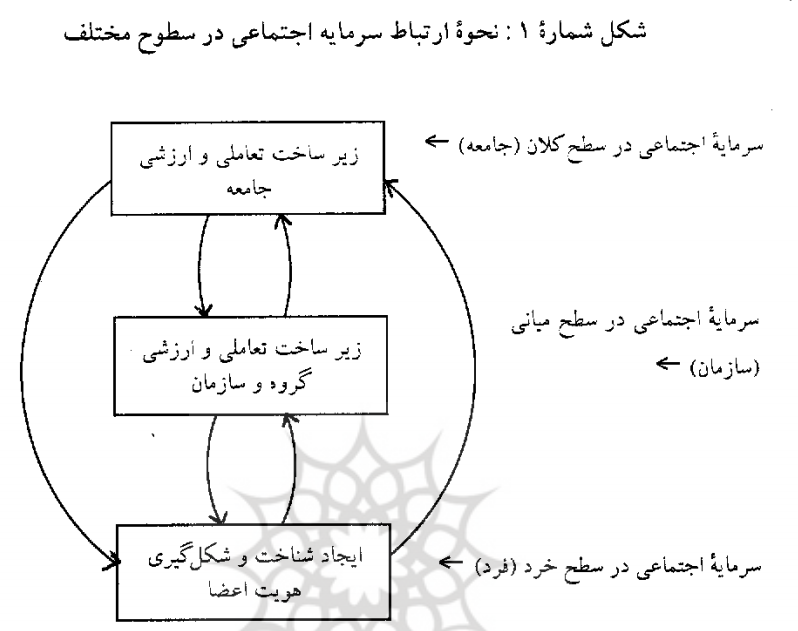 شکل شمارهٔ ۱ : نحوهٔ ارتباط سرمایه اجتماعی در سطوح مختلف
سرمایهٔ اجتماعی در سطح کلان (جامعه) ←
زیر ساخت تعاملی و ارزشی
جامعه
سرمایهٔ اجتماعی در سطح میانی
(سازمان) ←
زیر ساخت تعاملی و ارزشی
گروه و سازمان
سرمایهٔ اجتماعی در سطح خرد (فرد) ←
ایجاد شناخت و شکل‌گیری
هویت اعضا